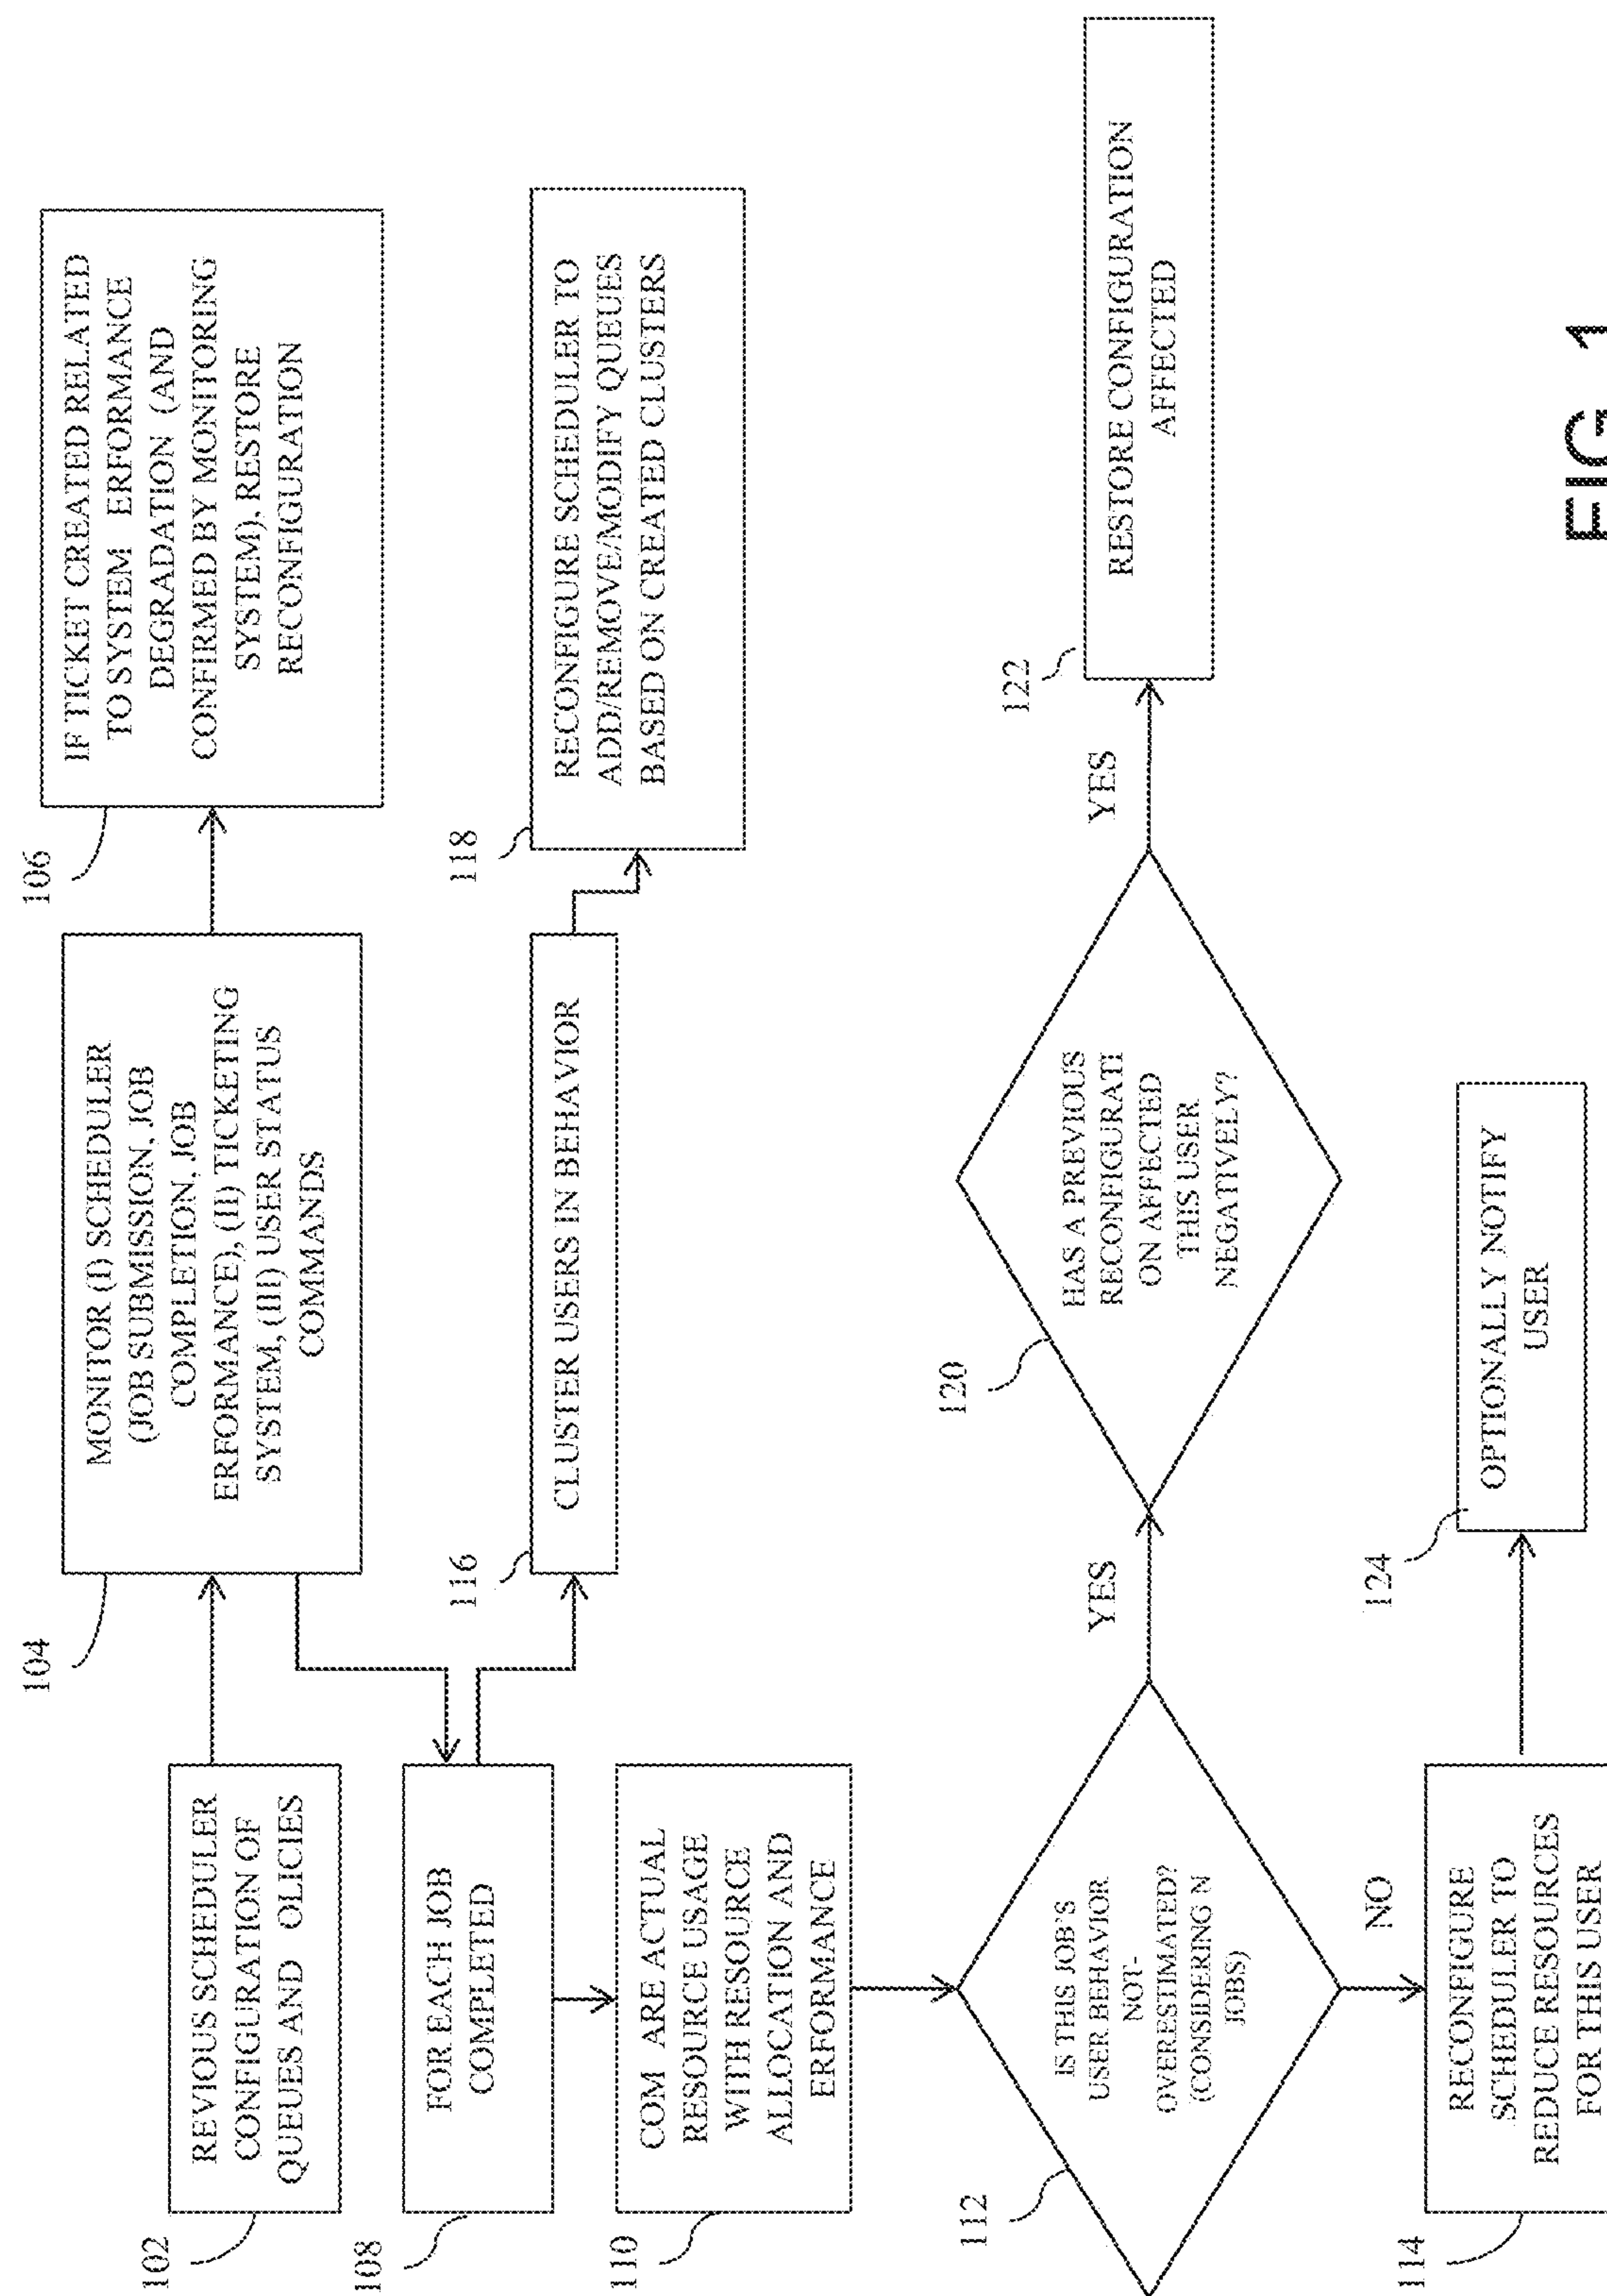 102
REVIOUS SCHEDULER
CONFIGURATION OF
QUEUES AND OLICIES
104
MONITOR (I) SCHEDULER
(JOB SUBMISSION, JOB
COMPLETION, JOB
ERFORMANCE), (II) TICKETING
SYSTEM, (III) USER STATUS
COMMANDS
106
IF TICKET CREATED RELATED
TO SYSTEM ERFORMANCE
DEGRADATION (AND
CONFIRMED BY MONITORING
SYSTEM), RESTORE
RECONFIGURATION
108
FOR EACH JOB
COMPLETED
116
CLUSTER USERS IN BEHAVIOR
118
RECONFIGURE SCHEDULER TO
ADD/REMOVE/MODIFY QUEUES
BASED ON CREATED CLUSTERS
110
COM ARE ACTUAL
RESOURCE USAGE
WITH RESOURCE
ALLOCATION AND
ERFORMANCE
112
IS THIS JOB'S
USER BEHAVIOR
NOT-
OVERESTIMATED?
(CONSIDERING N
JOBS)
YES
120
HAS A PREVIOUS
RECONFIGURATI
ON AFFECTED
THIS USER
NEGATIVELY?
YES
122
RESTORE CONFIGURATION
AFFECTED
NO
114
RECONFIGURE
SCHEDULER TO
REDUCE RESOURCES
FOR THIS USER
124
OPTIONALLY NOTIFY
USER
FIG. 1